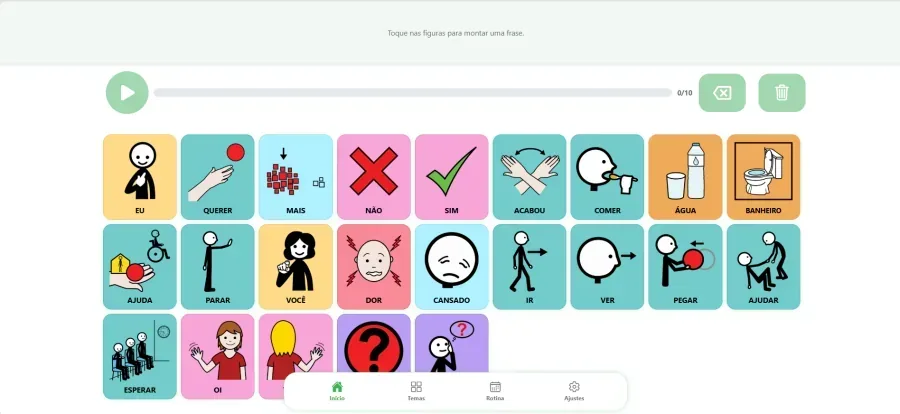 Toque nas figuras para montar uma frase.
0/10
EU
QUERER
MAIS
NÃO
SIM
ACABOU
COMER
ÁGUA
BANHEIRO
AJUDA
PARAR
VOCÊ
DOR
CANSADO
IR
VER
PEGAR
AJUDAR
ESPERAR
OI
Início
Temas
Rotina
Ajustes